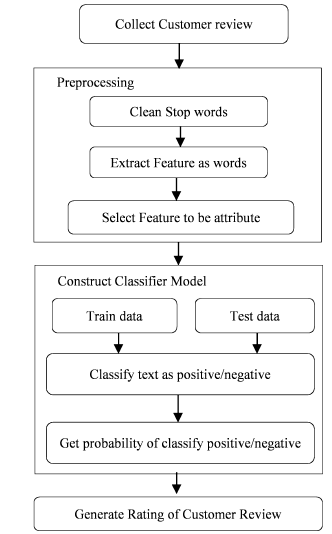 Collect Customer review
Preprocessing
Clean Stop words
Extract Feature as words
Select Feature to be attribute
Construct Classifier Model
Train data
Test data
Classify text as positive/negative
Get probability of classify positive/negative
Generate Rating of Customer Review